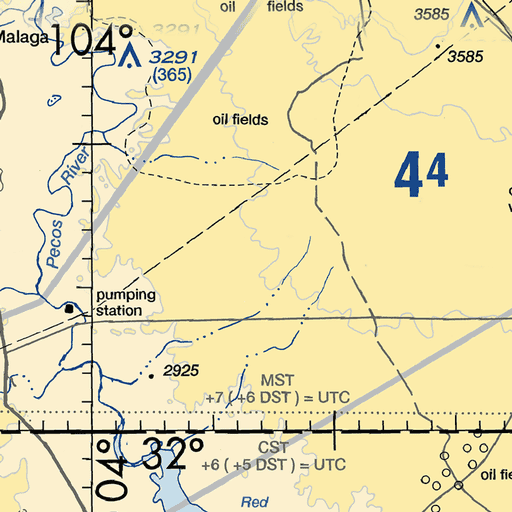 oil fields
3585
Malaga
104°
3291
3291
(365)
3585
oil fields
44
Pecos River
pumping
station
2925
MST
+7 ( +6 DST ) = UTC
CST
+6 ( +5 DST ) = UTC
04°
32°
oil fie
Red